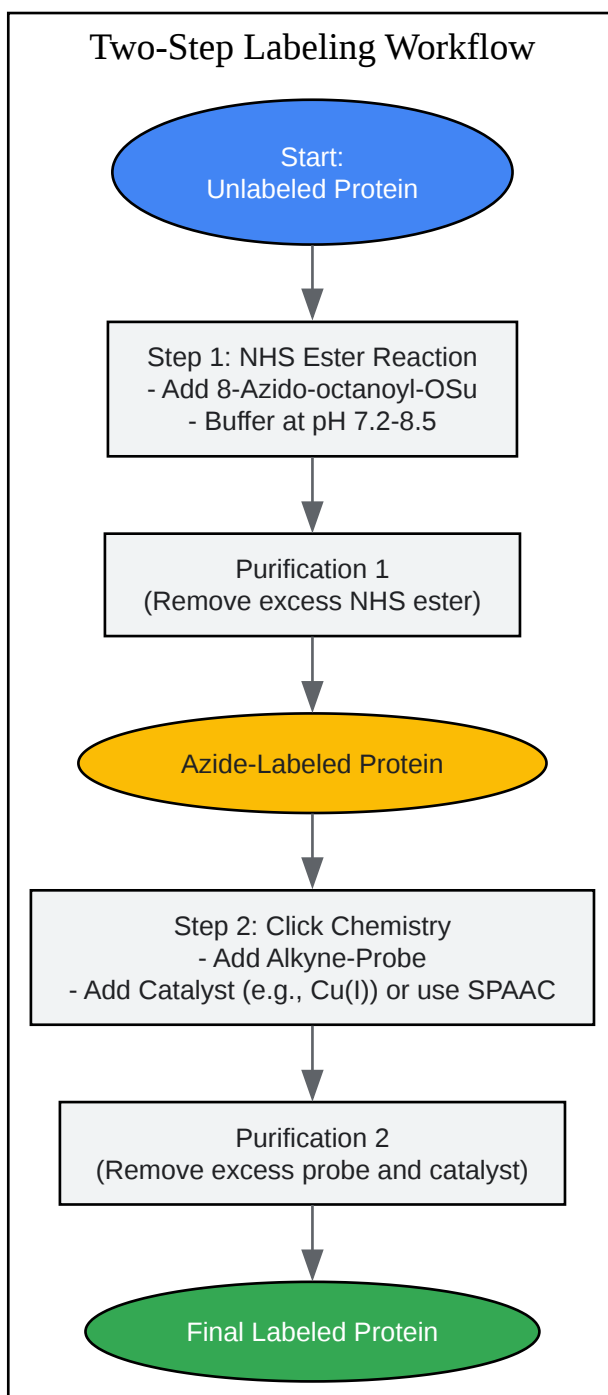 Two-Step Labeling Workflow
Start:
Unlabeled Protein
Step 1: NHS Ester Reaction
- Add 8-Azido-octanoyl-OSu
- Buffer at pH 7.2-8.5
Purification 1
(Remove excess NHS ester)
Azide-Labeled Protein
Step 2: Click Chemistry
- Add Alkyne-Probe
- Add Catalyst (e.g., Cu(I)) or use SPAAC
Purification 2
(Remove excess probe and catalyst)
Final Labeled Protein